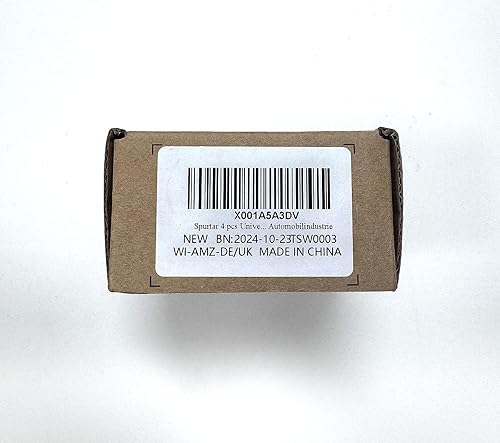 X001A5A3DV
Spurtar 4 pcs Unive... Automobilindustrie
NEW BN:2024-10-23TSW0003
WI-AMZ-DE/UK MADE IN CHINA